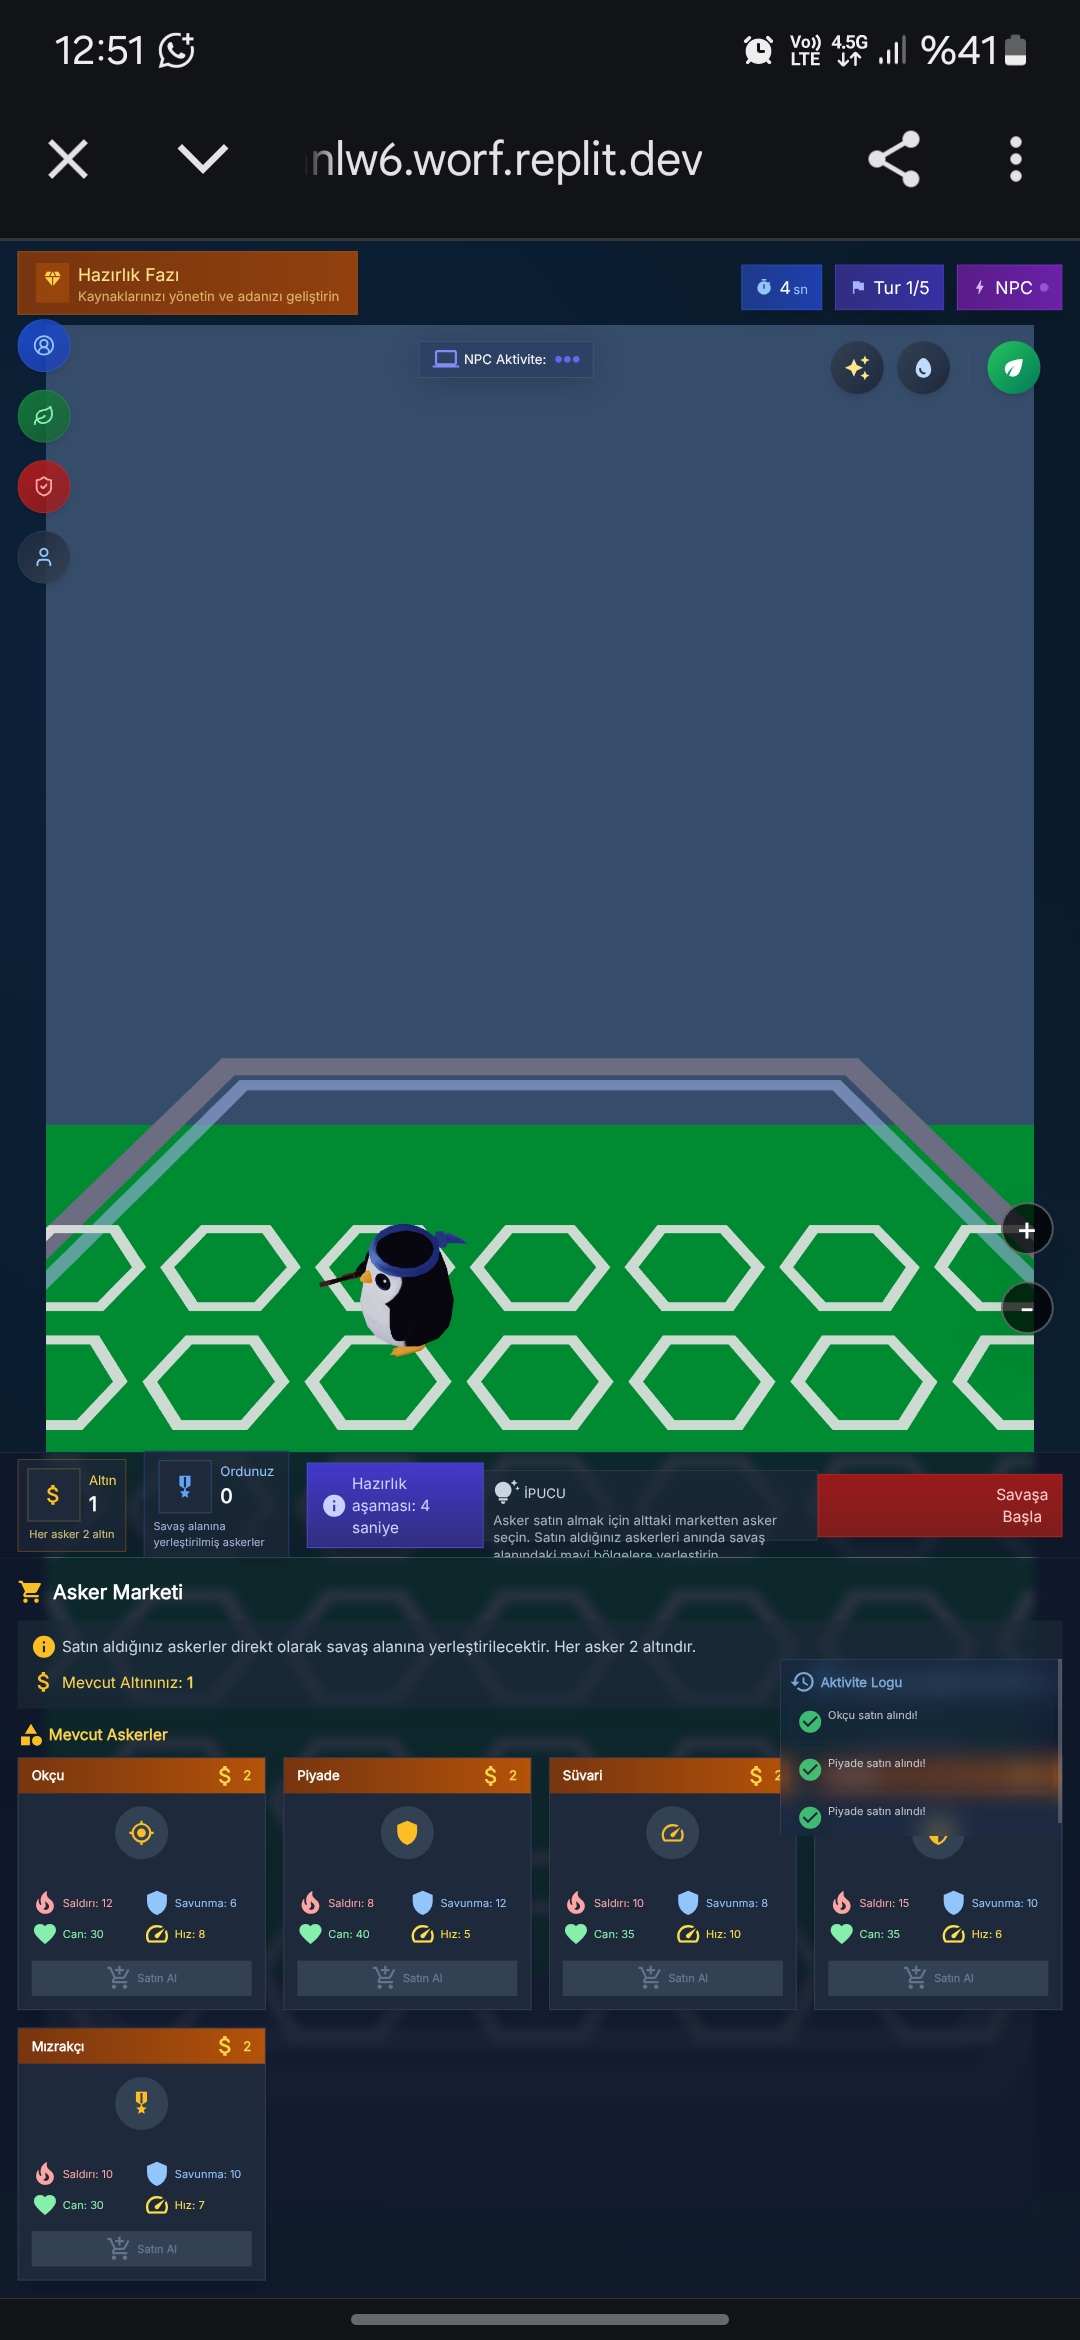 12:51
Vo)) LTE 4.5G %41
nlw6.worf.replit.dev
Hazırlık Fazı
Kaynaklarınızı yönetin ve adanızı geliştirin
4 sn
Tur 1/5
NPC
NPC Aktivite:
+
-
Altın
1
Her asker 2 altın
Ordunuz
0
Savaş alanına
yerleştirilmiş askerler
Hazırlık
aşaması: 4
saniye
İPUCU
Asker satın almak için alttaki marketten asker
seçin. Satın aldığınız askerleri anında savaş
alanındaki mavi bölgelere yerleştirin.
Savaşa
Başla
Asker Marketi
Satın aldığınız askerler direkt olarak savaş alanına yerleştirilecektir. Her asker 2 altındır.
Mevcut Altınınız: 1
Aktivite Logu
Okçu satın alındı!
Piyade satın alındı!
Piyade satın alındı!
Mevcut Askerler
Okçu $ 2
Saldırı: 12 Savunma: 6
Can: 30 Hız: 8
Satın Al
Piyade $ 2
Saldırı: 8 Savunma: 12
Can: 40 Hız: 5
Satın Al
Süvari $ 2
Saldırı: 10 Savunma: 8
Can: 35 Hız: 10
Satın Al
Saldırı: 15 Savunma: 10
Can: 35 Hız: 6
Satın Al
Mızrakçı $ 2
Saldırı: 10 Savunma: 10
Can: 30 Hız: 7
Satın Al